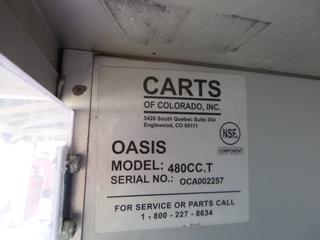 CARTS
OF COLORADO, INC.
5420 South Quebec Suite 204
Englewood, CO 80111
NSF.
COMPONENT
OASIS
MODEL: 480CC.T
SERIAL NO.: OCA002257
FOR SERVICE OR PARTS CALL
1 - 800 - 227 - 8634